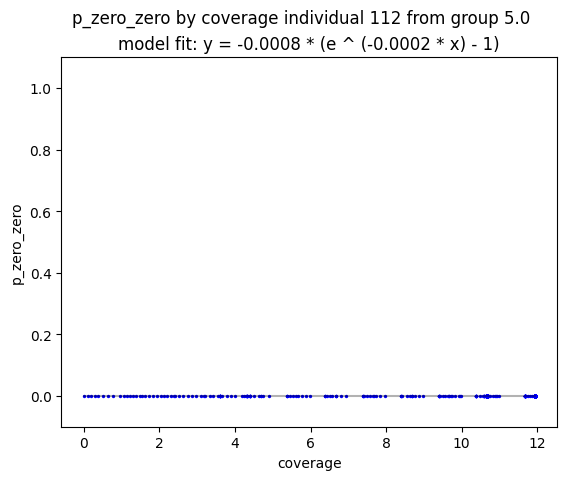 p_zero_zero by coverage individual 112 from group 5.0
model fit: y = -0.0008 * (e ^ (-0.0002 * x) - 1)
1.0
0.8
0.6
0.4
0.2
0.0
p_zero_zero
0 2 4 6 8 10 12
coverage